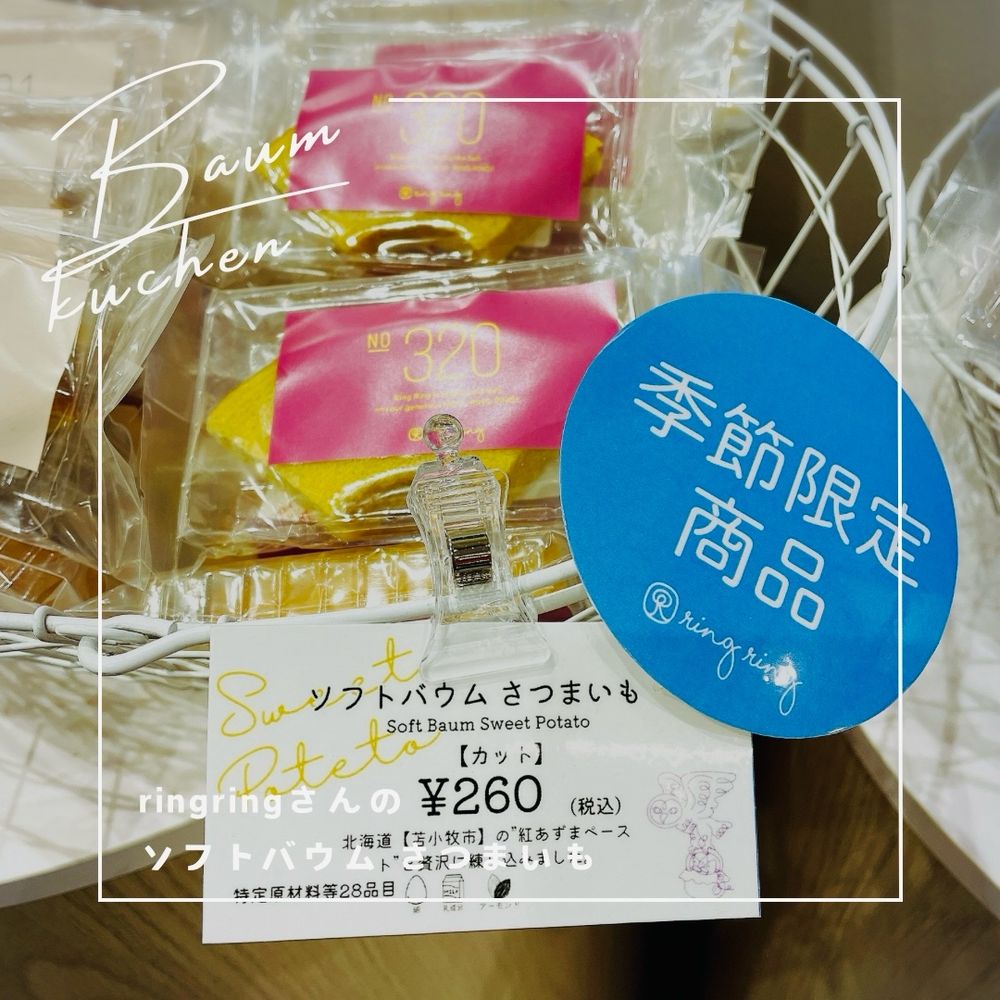 Baum
kuchen
NO 320
ring ring
NO 320
季節限定
商品
ring ring
Sweet
Poteto
ソフトバウム さつまいも
Soft Baum Sweet Potato
【カット】
¥260 (税込)
北海道【苫小牧市】の"紅あずまペース
ト"を贅沢に練り込みました。
特定原材料等28品目
卵 乳成分 アーモンド
ringringさんの
ソフトバウム さつまいも